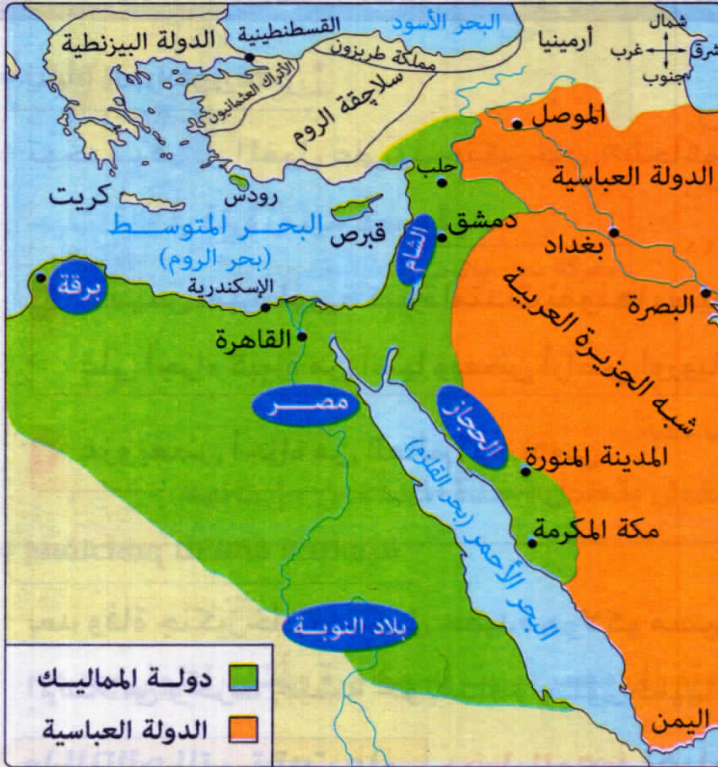 البحر الأسود
شمال
شرق
غرب
جنوب
أرمينيا
القسطنطينية
الدولة البيزنطية
مملكة طربزون
الأتراك العثمانيون
سلاجقة الروم
الموصل
حلب
الدولة العباسية
رودس
كريت
قبرص
دمشق
الشام
البحر المتوسط
(بحر الروم)
بغداد
البصرة
برقة
الإسكندرية
القاهرة
شبه الجزيرة العربية
مصر
الحجاز
المدينة المنورة
مكة المكرمة
البحر الأحمر (بحر القلزم)
بلاد النوبة
اليمن
دولة المماليك
الدولة العباسية